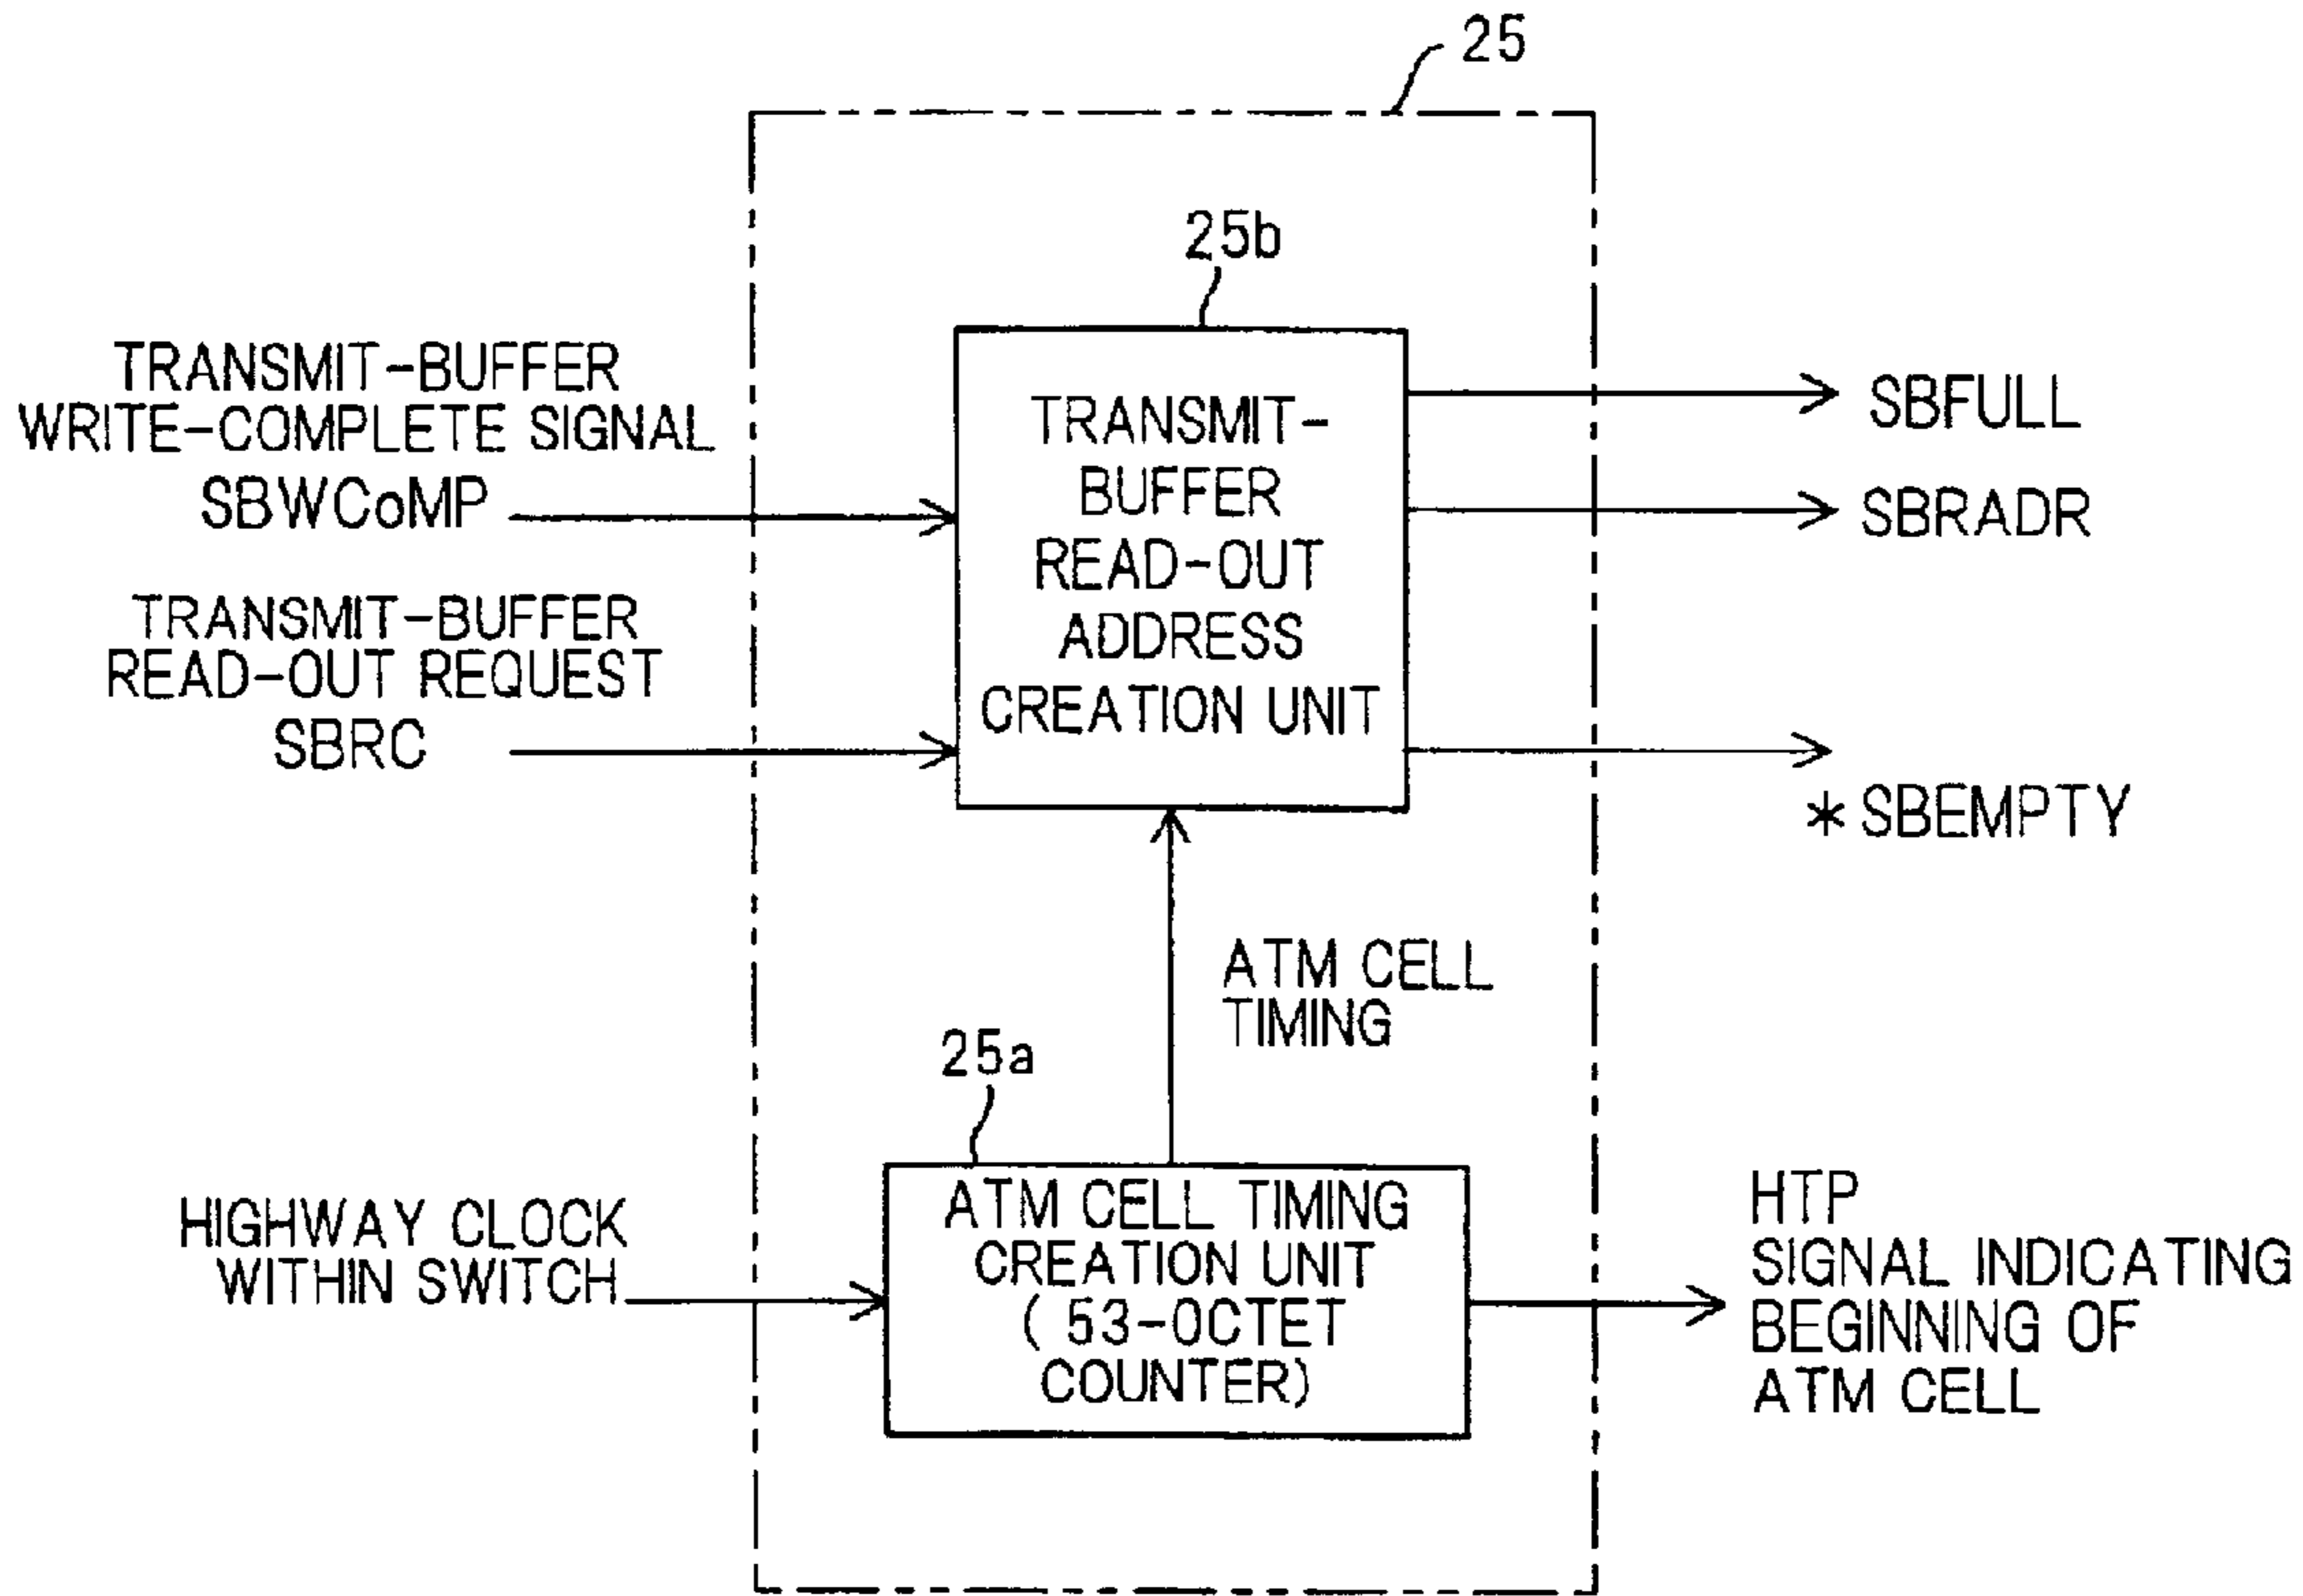 25
25b
TRANSMIT-BUFFER
WRITE-COMPLETE SIGNAL
SBWCoMP
TRANSMIT-BUFFER
READ-OUT REQUEST
SBRC
TRANSMIT-
BUFFER
READ-OUT
ADDRESS
CREATION UNIT
SBFULL
SBRADR
*SBEMPTY
ATM CELL
TIMING
25a
HIGHWAY CLOCK
WITHIN SWITCH
ATM CELL TIMING
CREATION UNIT
( 53-OCTET
COUNTER)
HTP
SIGNAL INDICATING
BEGINNING OF
ATM CELL